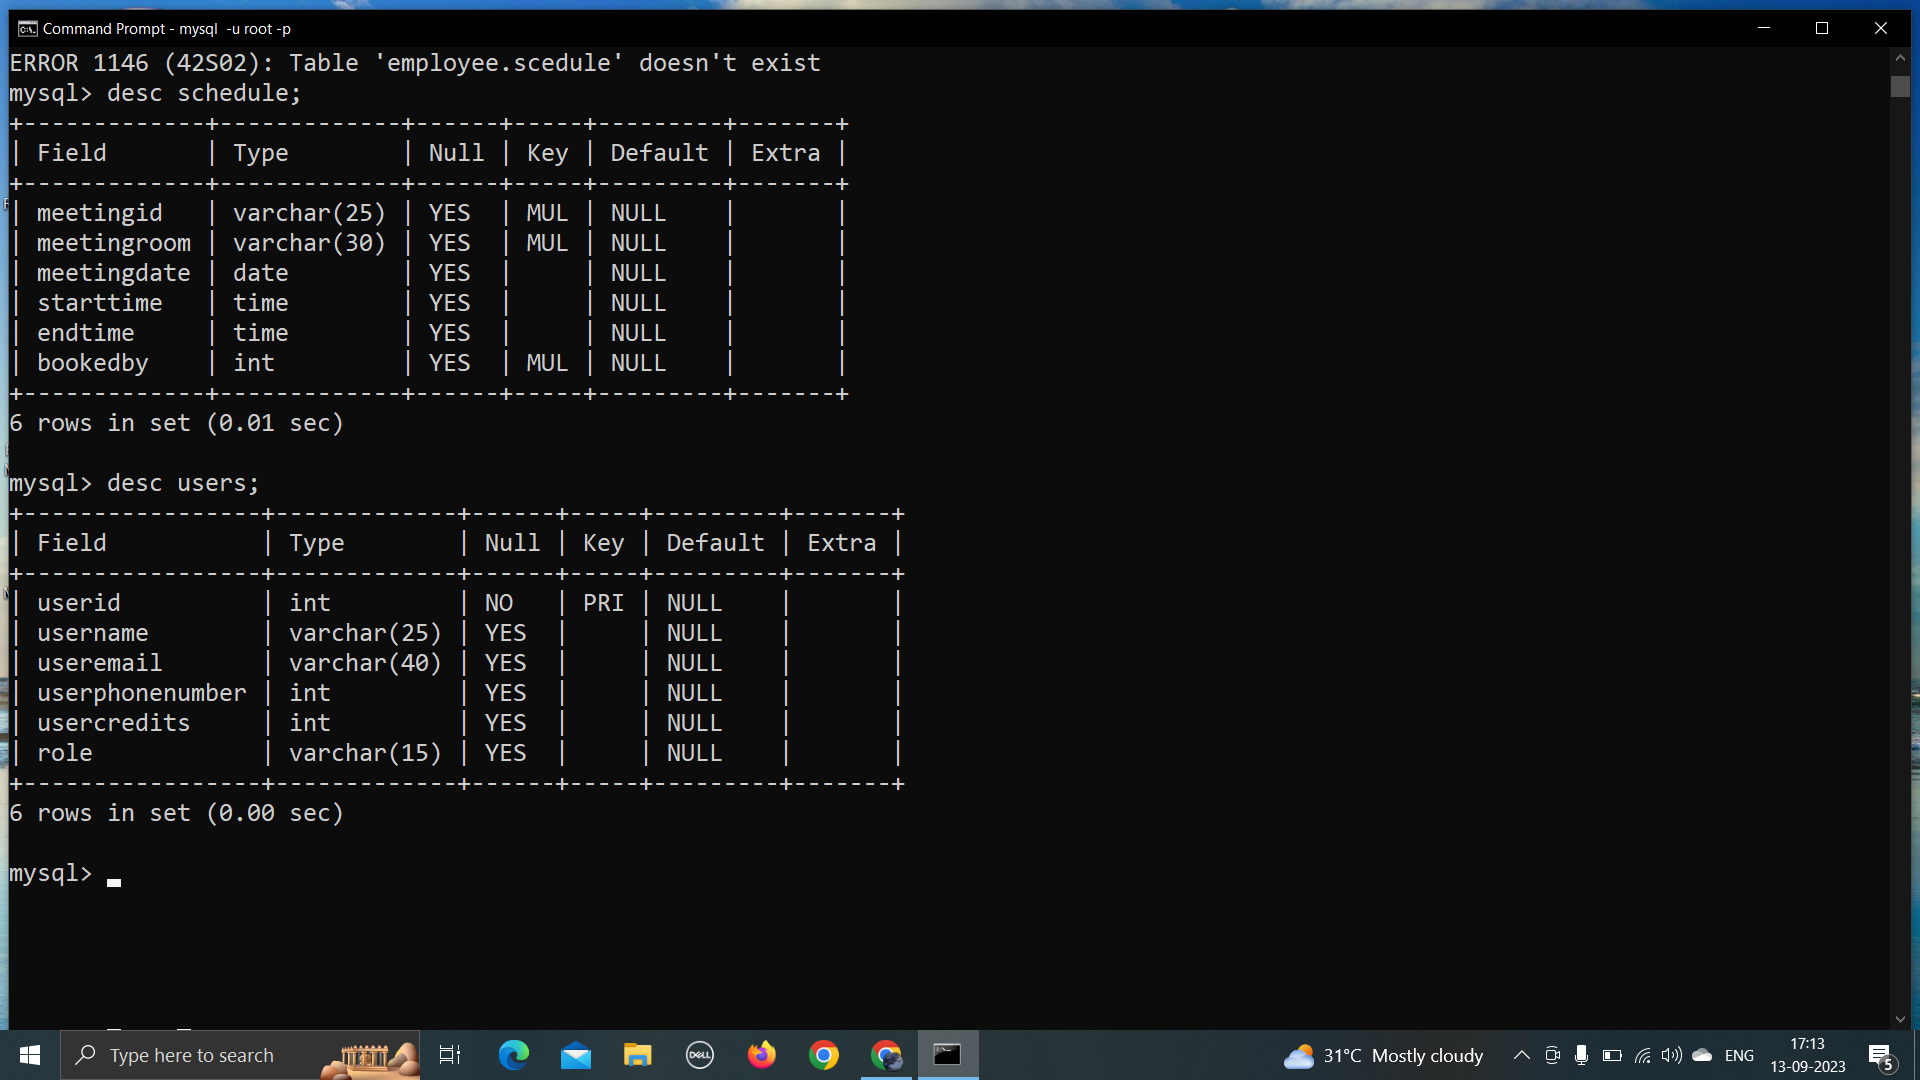 Command Prompt - mysql  -u root -p
ERROR 1146 (42S02): Table 'employee.scedule' doesn't exist
mysql> desc schedule;
+-------------+-------------+------+-----+---------+-------+
| Field       | Type        | Null | Key | Default | Extra |
+-------------+-------------+------+-----+---------+-------+
| meetingid   | varchar(25) | YES  | MUL | NULL    |       |
| meetingroom | varchar(30) | YES  | MUL | NULL    |       |
| meetingdate | date        | YES  |     | NULL    |       |
| starttime   | time        | YES  |     | NULL    |       |
| endtime     | time        | YES  |     | NULL    |       |
| bookedby    | int         | YES  | MUL | NULL    |       |
+-------------+-------------+------+-----+---------+-------+
6 rows in set (0.01 sec)
mysql> desc users;
+-----------------+-------------+------+-----+---------+-------+
| Field           | Type        | Null | Key | Default | Extra |
+-----------------+-------------+------+-----+---------+-------+
| userid          | int         | NO   | PRI | NULL    |       |
| username        | varchar(25) | YES  |     | NULL    |       |
| useremail       | varchar(40) | YES  |     | NULL    |       |
| userphonenumber | int         | YES  |     | NULL    |       |
| usercredits     | int         | YES  |     | NULL    |       |
| role            | varchar(15) | YES  |     | NULL    |       |
+-----------------+-------------+------+-----+---------+-------+
6 rows in set (0.00 sec)
mysql>
Type here to search
DELL
31°C Mostly cloudy
ENG
17:13
13-09-2023
5